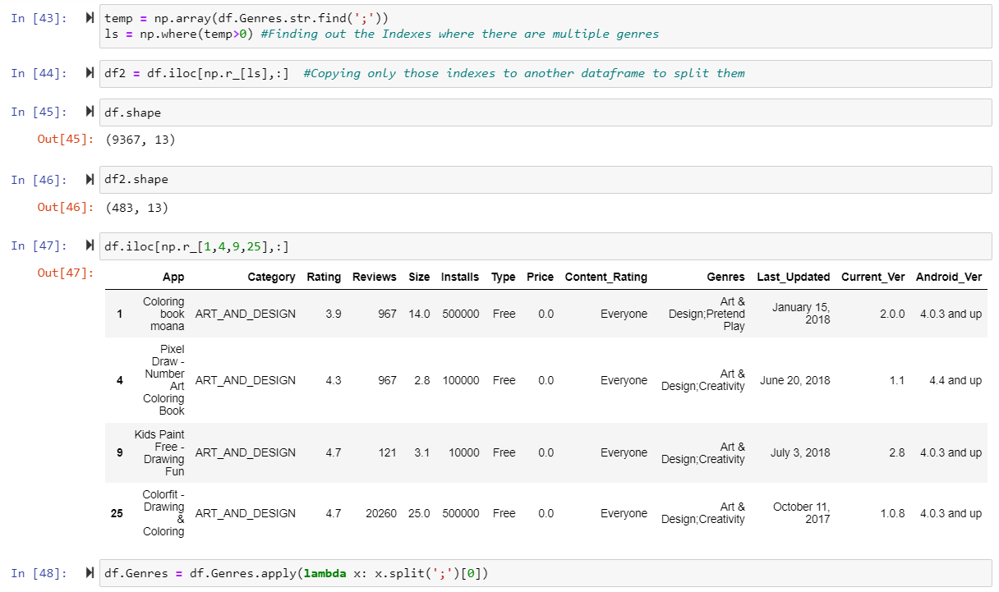 In [43]: temp = np.array(df.Genres.str.find(';'))
ls = np.where(temp>0) #Finding out the Indexes where there are multiple genres
In [44]: df2 = df.iloc[np.r_[ls],:]  #Copying only those indexes to another dataframe to split them
In [45]: df.shape
Out[45]: (9367, 13)
In [46]: df2.shape
Out[46]: (483, 13)
In [47]: df.iloc[np.r_[1,4,9,25],:]
Out[47]:
App Category Rating Reviews Size Installs Type Price Content_Rating Genres Last_Updated Current_Ver Android_Ver
Coloring Art &
1 book ART_AND_DESIGN 3.9 967 14.0 500000 Free 0.0 Everyone Design;Pretend January 15, 2.0.0 4.0.3 and up
moana Play 2018
Pixel
Draw -
Number Art &
4 Art ART_AND_DESIGN 4.3 967 2.8 100000 Free 0.0 Everyone Design;Creativity June 20, 2018 1.1 4.4 and up
Coloring
Book
Kids Paint
Free - Art &
9 Drawing ART_AND_DESIGN 4.7 121 3.1 10000 Free 0.0 Everyone Design;Creativity July 3, 2018 2.8 4.0.3 and up
Fun
Colorfit -
Drawing Art & October 11,
25 & ART_AND_DESIGN 4.7 20260 25.0 500000 Free 0.0 Everyone Design;Creativity 2017 1.0.8 4.0.3 and up
Coloring
In [48]: df.Genres = df.Genres.apply(lambda x: x.split(';')[0])